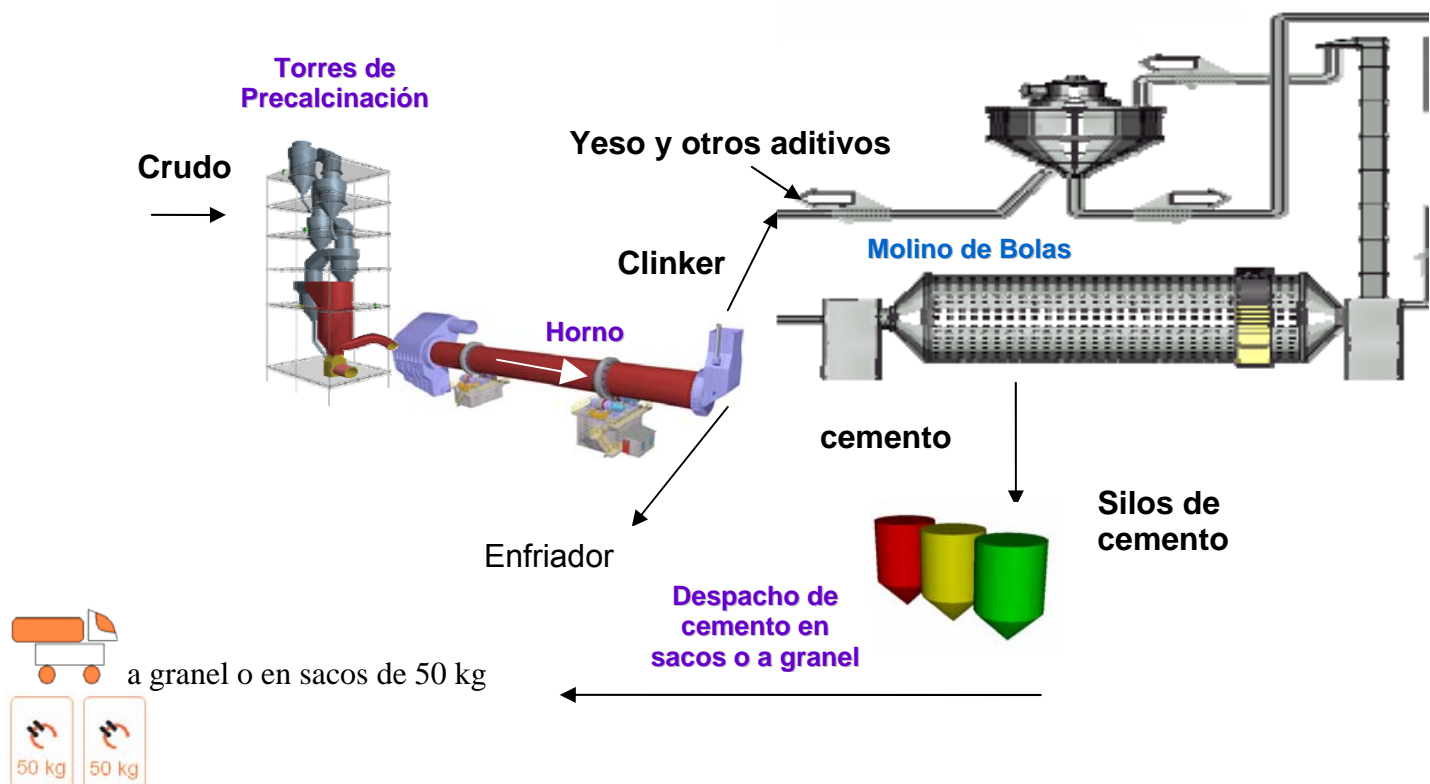 Torres de
Precalcinación
Crudo
Yeso y otros aditivos
Clinker
Molino de Bolas
Horno
cemento
Silos de
cemento
Enfriador
Despacho de
cemento en
sacos o a granel
a granel o en sacos de 50 kg
50 kg
50 kg